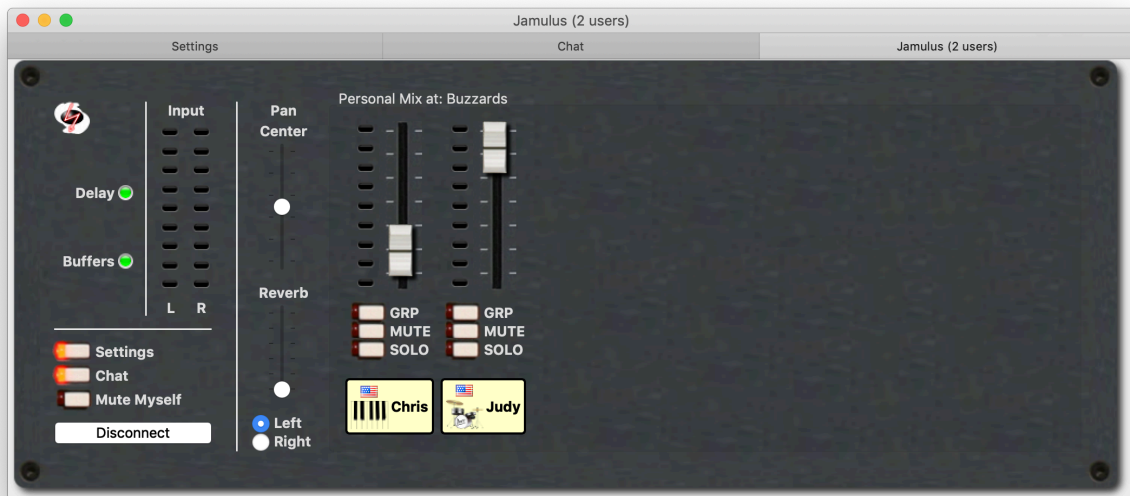 Jamulus (2 users)
Settings
Chat
Jamulus (2 users)
Personal Mix at: Buzzards
Input
Pan
Center
Delay
Buffers
L R
Reverb
GRP
MUTE
SOLO
GRP
MUTE
SOLO
Settings
Chat
Mute Myself
Disconnect
Left
Right
Chris
Judy